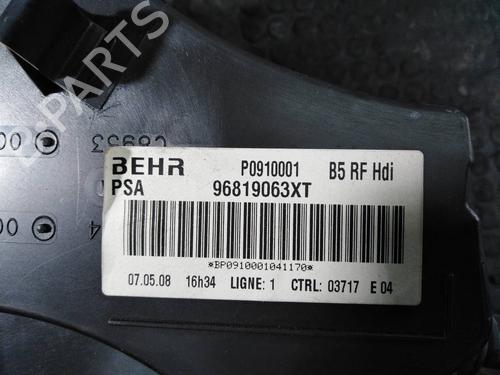 BEHR P0910001 B5 RF Hdi
PSA 96819063XT
*BP0910001041170*
07.05.08 16h34 LIGNE: 1 CTRL: 03717 E 04
B-PARTS